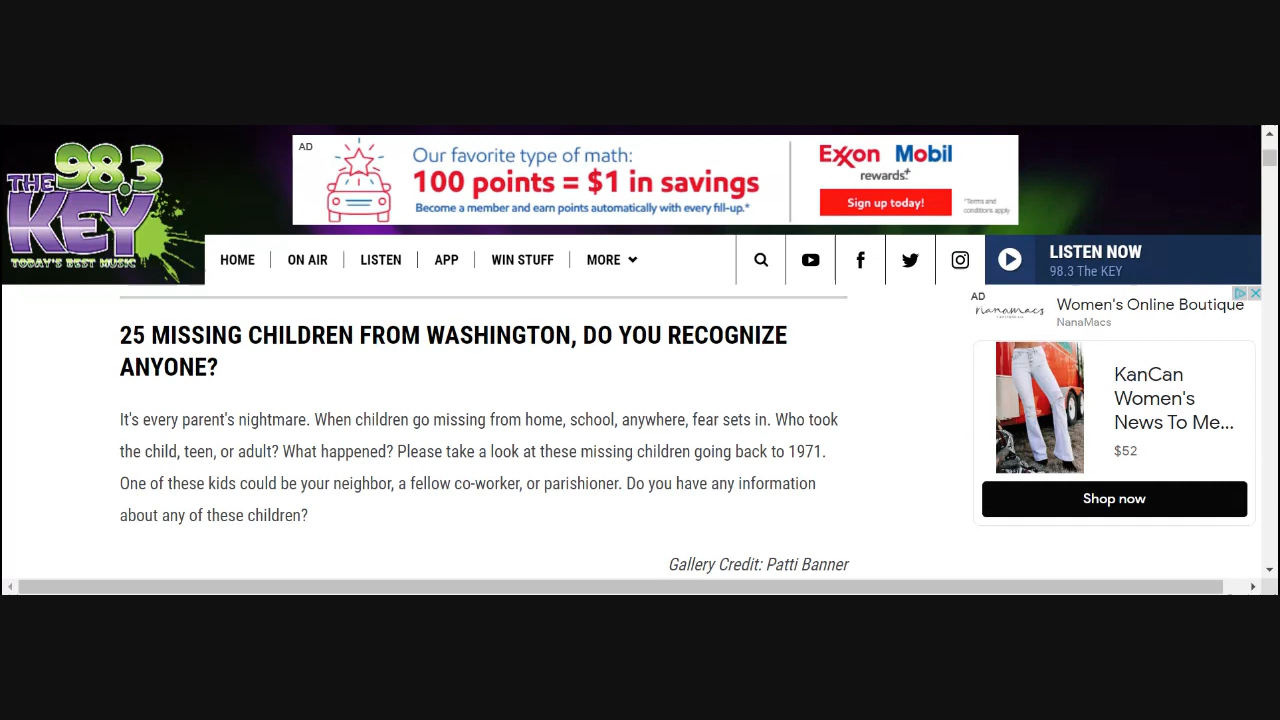 THE 98.3
KEY
TODAY'S BEST MUSIC
AD
Our favorite type of math:
100 points = $1 in savings
Become a member and earn points automatically with every fill-up.*
Exxon Mobil
rewards+
Sign up today!
*Terms and
conditions apply
HOME
ON AIR
LISTEN
APP
WIN STUFF
MORE
LISTEN NOW
98.3 The KEY
25 MISSING CHILDREN FROM WASHINGTON, DO YOU RECOGNIZE
ANYONE?
It's every parent's nightmare. When children go missing from home, school, anywhere, fear sets in. Who took
the child, teen, or adult? What happened? Please take a look at these missing children going back to 1971.
One of these kids could be your neighbor, a fellow co-worker, or parishioner. Do you have any information
about any of these children?
Gallery Credit: Patti Banner
AD
nanamacs
Women's Online Boutique
NanaMacs
KanCan
Women's
News To Me...
$52
Shop now